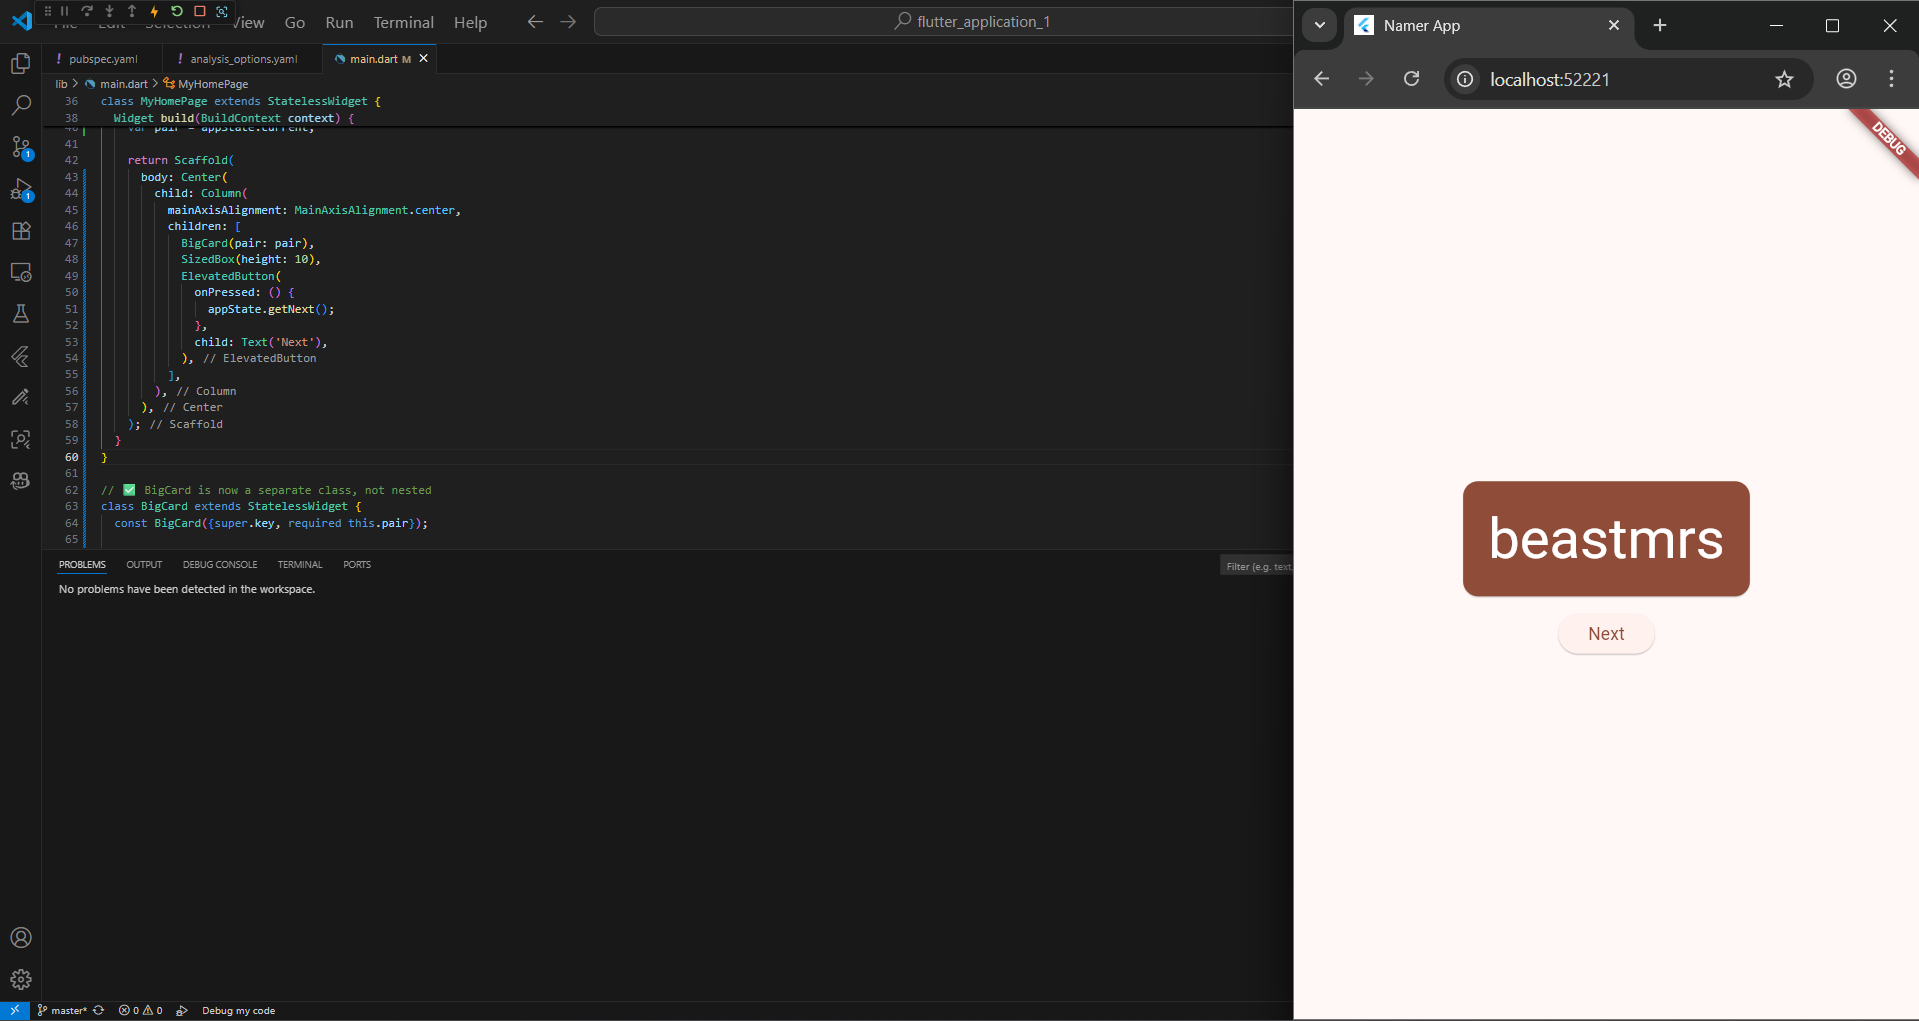 File Edit Selection View Go Run Terminal Help
flutter_application_1
! pubspec.yaml
! analysis_options.yaml
main.dart M
lib > main.dart > MyHomePage
36 class MyHomePage extends StatelessWidget {
38 Widget build(BuildContext context) {
40 var pair = appState.current;
41
42 return Scaffold(
43 body: Center(
44 child: Column(
45 mainAxisAlignment: MainAxisAlignment.center,
46 children: [
47 BigCard(pair: pair),
48 SizedBox(height: 10),
49 ElevatedButton(
50 onPressed: () {
51 appState.getNext();
52 },
53 child: Text('Next'),
54 ), // ElevatedButton
55 ],
56 ), // Column
57 ), // Center
58 ); // Scaffold
59 }
60 }
61
62 // ✅ BigCard is now a separate class, not nested
63 class BigCard extends StatelessWidget {
64 const BigCard({super.key, required this.pair});
65
PROBLEMS OUTPUT DEBUG CONSOLE TERMINAL PORTS
Filter (e.g. text,
No problems have been detected in the workspace.
1
1
master* 0 0 Debug my code
Namer App
localhost:52221
DEBUG
beastmrs
Next